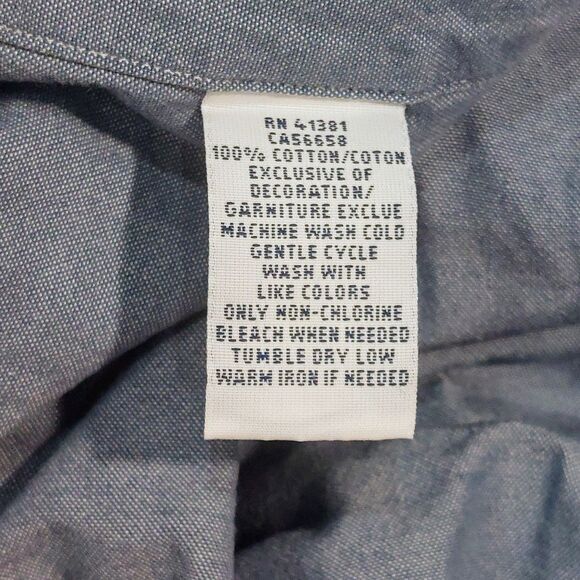 RN 41381
CA56658
100% COTTON/COTON
EXCLUSIVE OF
DECORATION/
GARNITURE EXCLUE
MACHINE WASH COLD
GENTLE CYCLE
WASH WITH
LIKE COLORS
ONLY NON-CHLORINE
BLEACH WHEN NEEDED
TUMBLE DRY LOW
WARM IRON IF NEEDED